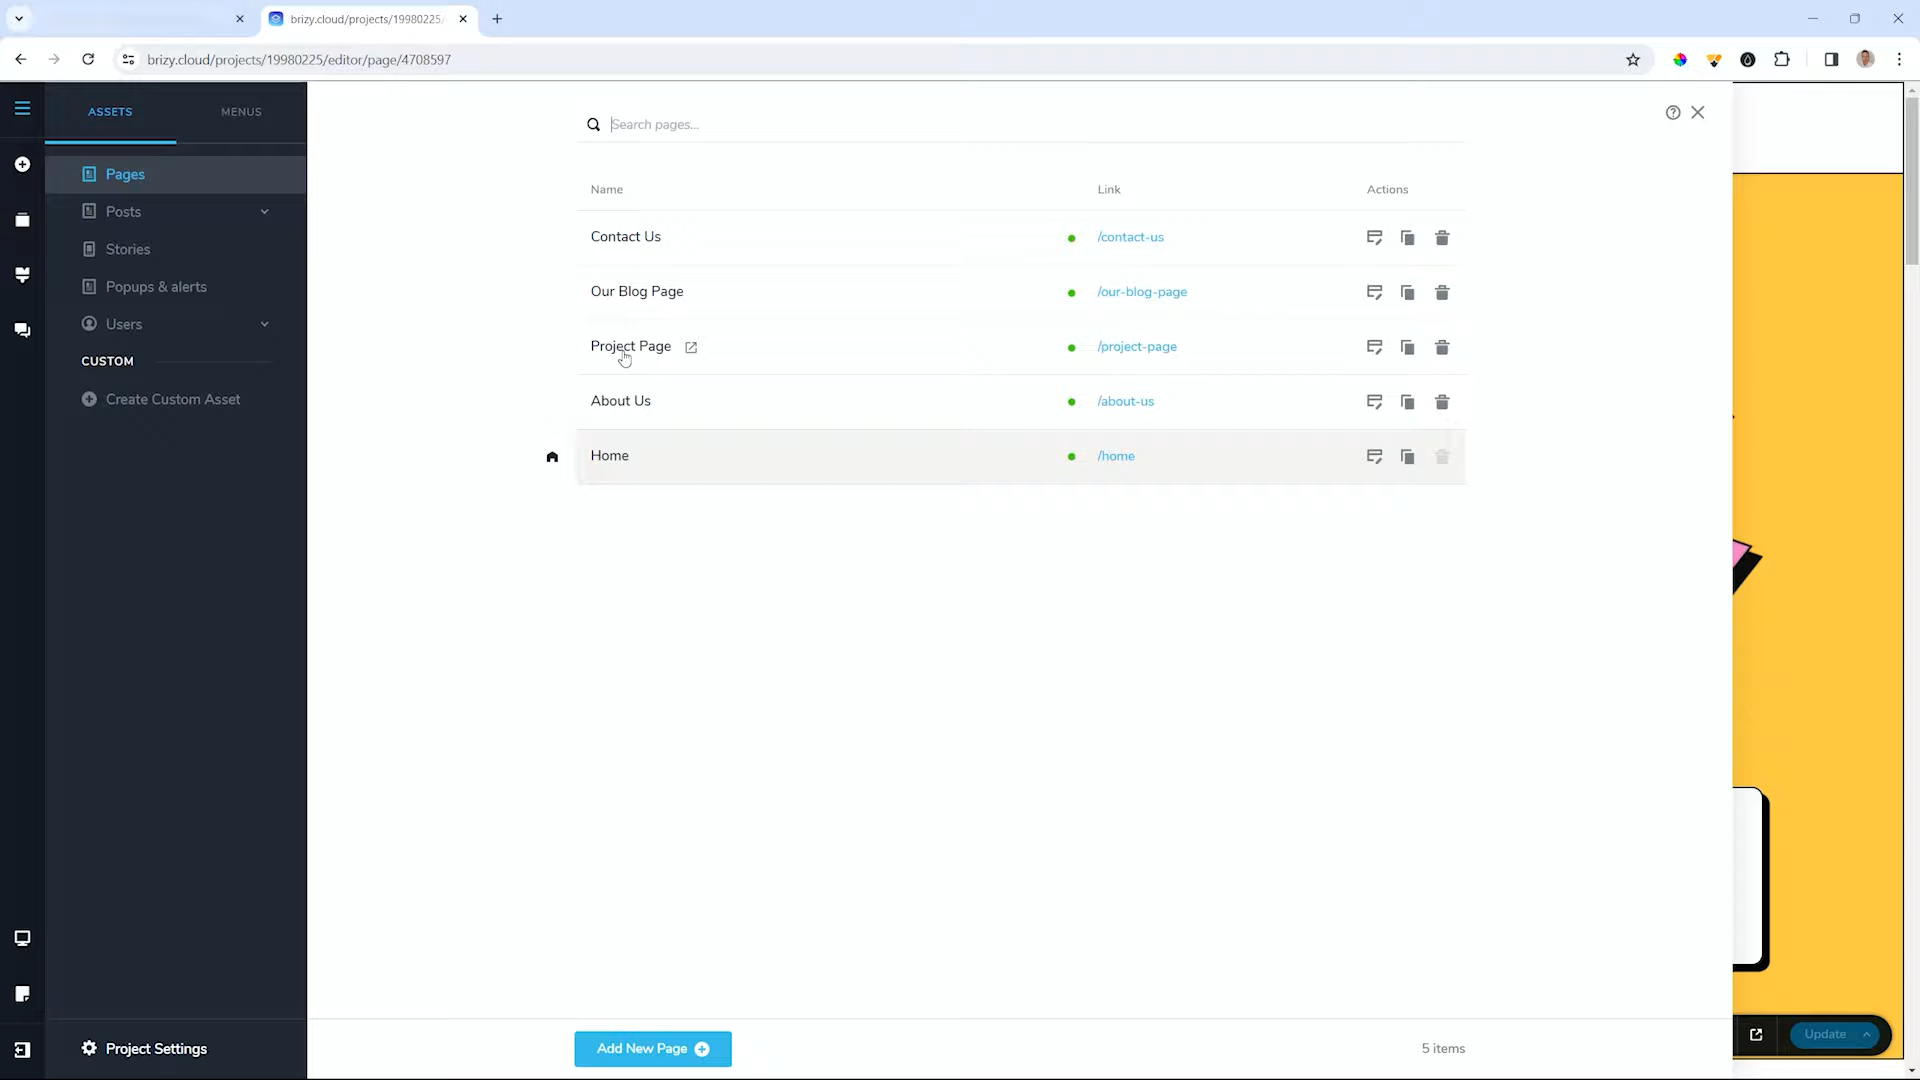 brizy.cloud/projects/19980225/
brizy.cloud/projects/19980225/editor/page/4708597
ASSETS
MENUS
Search pages...
Pages
Posts
Stories
Popups & alerts
Users
CUSTOM
Create Custom Asset
Name
Link
Actions
Contact Us
/contact-us
Our Blog Page
/our-blog-page
Project Page
/project-page
About Us
/about-us
Home
/home
Project Settings
Add New Page
5 items
Update